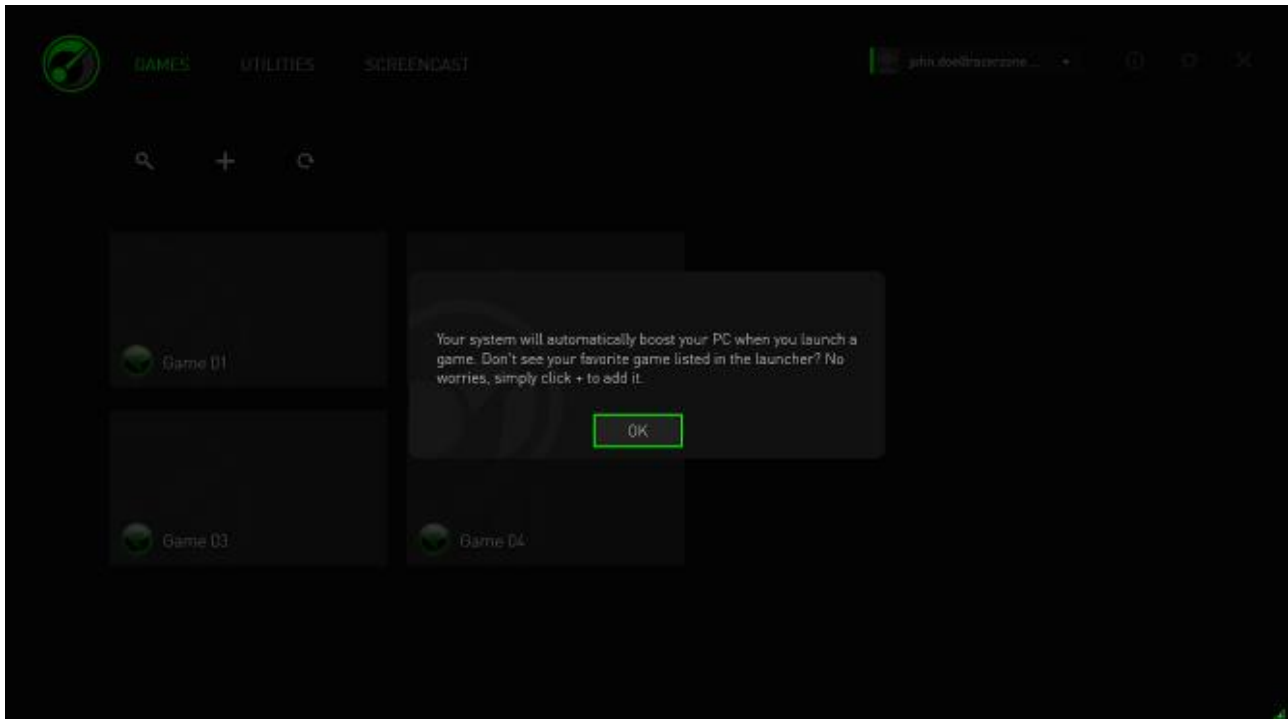 GAMES UTILITIES SCREENCAST
Your system will automatically boost your PC when you launch a
game. Don't see your favorite game listed in the launcher? No
worries, simply click + to add it.
OK
Game 01
Game 03 Game 04